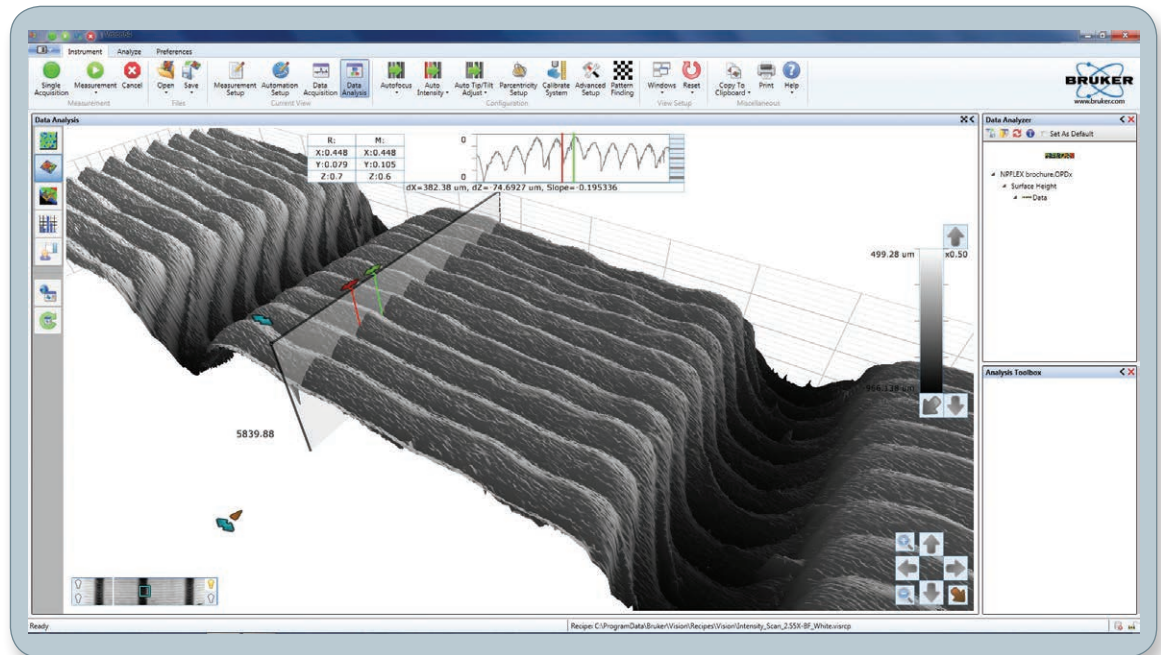 Instrument Analyze Preferences
Single Acquisition
Measurement
Cancel
Measurement
Open
Save
Files
Measurement Setup
Automation Setup
Data Acquisition
Data Analysis
Current View
Autofocus
Auto Intensity
Auto Tip/Tilt Adjust
Parcentricity Setup
Calibrate System
Advanced Setup
Pattern Finding
Configuration
Windows
Reset
View Setup
Copy To Clipboard
Print
Help
Miscellaneous
BRUKER
www.bruker.com
Data Analysis
R: M:
X:0.448 X:0.448
Y:0.079 Y:0.105
Z:0.7 Z:0.6
0
0
dX=382.38 um, dZ=-74.6927 um, Slope=-0.195336
499.28 um
x0.50
5839.88
Data Analyzer
Set As Default
NPFLEX brochure.OPDx
Surface Height
Data
Analysis Toolbox
Ready
Recipe: C:\ProgramData\Bruker\Vision\Recipes\Vision\Intensity_Scan_2.55X-BF_White.visrcp